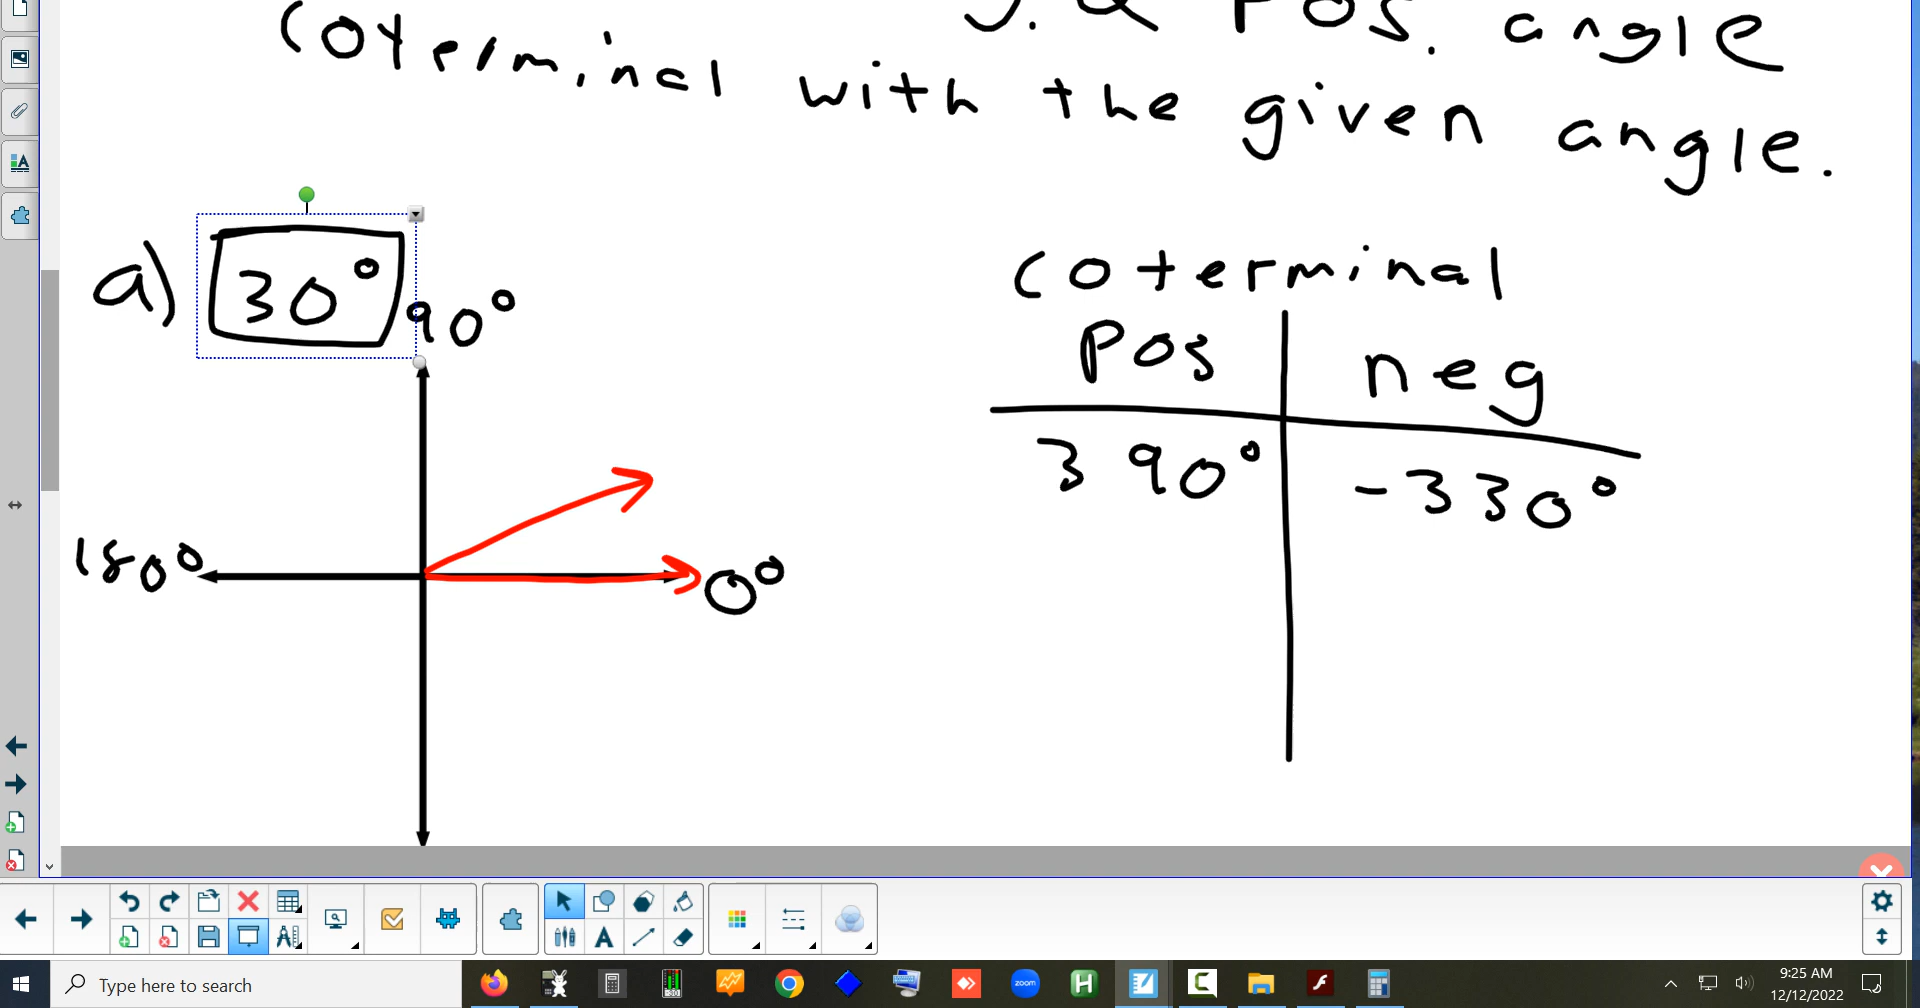 g. & Pos. angle
coterminal with the given angle.
a) 30° 90°
coterminal
Pos neg
390° -330°
180° 0°
Type here to search
zoom
9:25 AM
12/12/2022